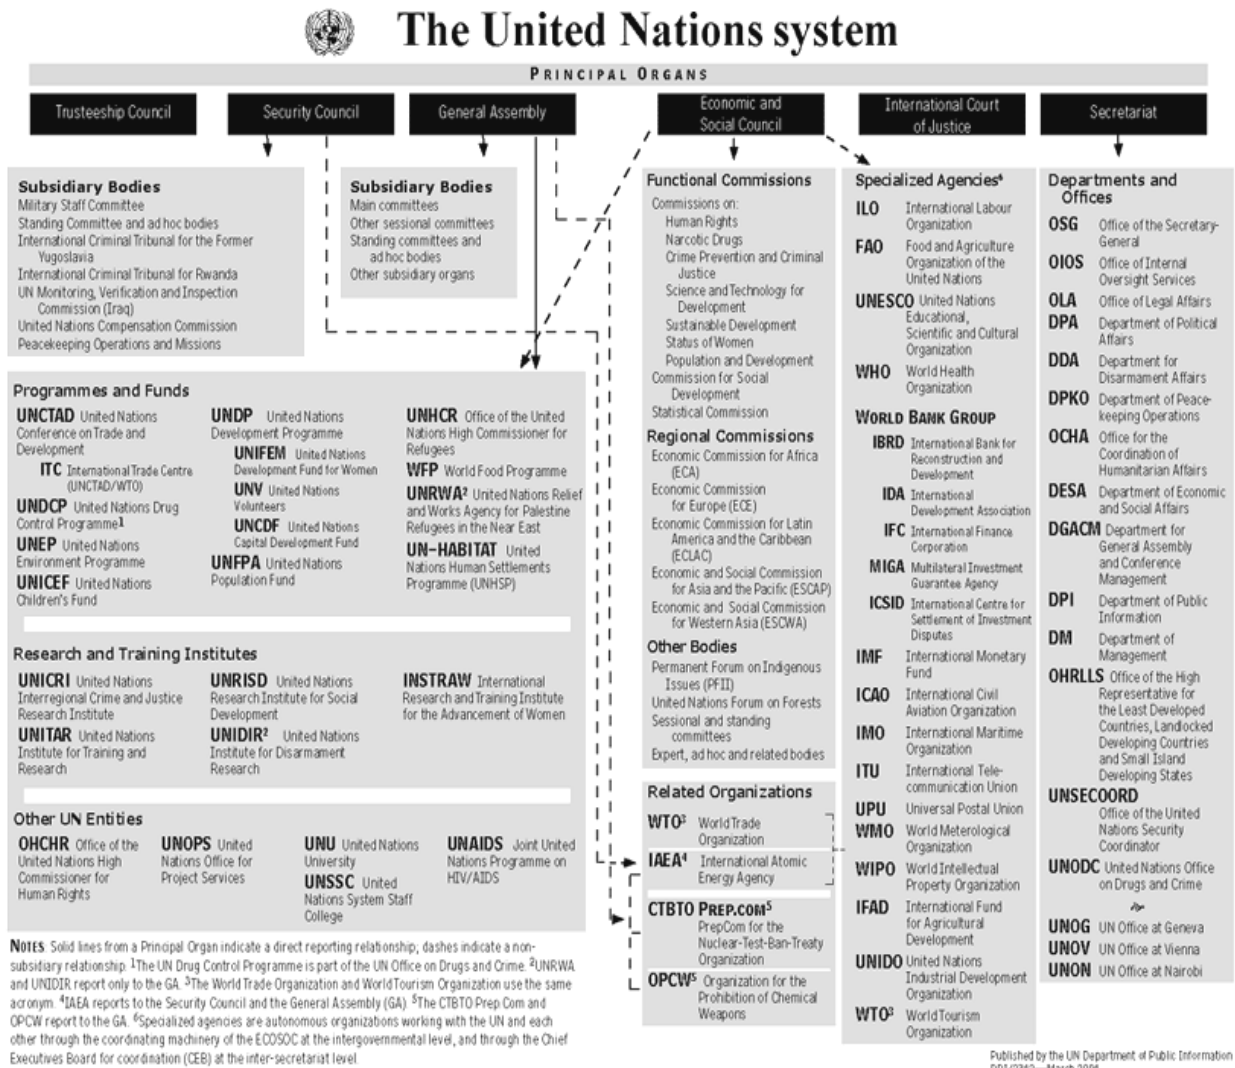 The United Nations system
PRINCIPAL ORGANS
Trusteeship Council
Security Council
General Assembly
Economic and
Social Council
International Court
of Justice
Secretariat
Subsidiary Bodies
Military Staff Committee
Standing Committee and ad hoc bodies
International Criminal Tribunal for the Former
Yugoslavia
International Criminal Tribunal for Rwanda
UN Monitoring, Verification and Inspection
Commission (Iraq)
United Nations Compensation Commission
Peacekeeping Operations and Missions
Subsidiary Bodies
Main committees
Other sessional committees
Standing committees and
ad hoc bodies
Other subsidiary organs
Programmes and Funds
UNCTAD United Nations
Conference on Trade and
Development
ITC International Trade Centre
(UNCTAD/WTO)
UNDCP United Nations Drug
Control Programme1
UNEP United Nations
Environment Programme
UNICEF United Nations
Children's Fund
UNDP United Nations
Development Programme
UNIFEM United Nations
Development Fund for Women
UNV United Nations
Volunteers
UNCDF United Nations
Capital Development Fund
UNFPA United Nations
Population Fund
UNHCR Office of the United
Nations High Commissioner for
Refugees
WFP World Food Programme
UNRWA2 United Nations Relief
and Works Agency for Palestine
Refugees in the Near East
UN-HABITAT United
Nations Human Settlements
Programme (UNHSP)
Research and Training Institutes
UNICRI United Nations
Interregional Crime and Justice
Research Institute
UNITAR United Nations
Institute for Training and
Research
UNRISD United Nations
Research Institute for Social
Development
UNIDIR2 United Nations
Institute for Disarmament
Research
INSTRAW International
Research and Training Institute
for the Advancement of Women
Other UN Entities
OHCHR Office of the
United Nations High
Commissioner for
Human Rights
UNOPS United
Nations Office for
Project Services
UNU United Nations
University
UNSSC United
Nations System Staff
College
UNAIDS Joint United
Nations Programme on
HIV/AIDS
Functional Commissions
Commissions on:
Human Rights
Narcotic Drugs
Crime Prevention and Criminal
Justice
Science and Technology for
Development
Sustainable Development
Status of Women
Population and Development
Commission for Social
Development
Statistical Commission
Regional Commissions
Economic Commission for Africa
(ECA)
Economic Commission
for Europe (ECE)
Economic Commission for Latin
America and the Caribbean
(ECLAC)
Economic and Social Commission
for Asia and the Pacific (ESCAP)
Economic and Social Commission
for Western Asia (ESCWA)
Other Bodies
Permanent Forum on Indigenous
Issues (PFII)
United Nations Forum on Forests
Sessional and standing
committees
Expert, ad hoc and related bodies
Related Organizations
WTO3 World Trade
Organization
IAEA4 International Atomic
Energy Agency
CTBTO PREP.COM5
PrepCom for the
Nuclear-Test-Ban-Treaty
Organization
OPCW5 Organization for the
Prohibition of Chemical
Weapons
Specialized Agencies6
ILO International Labour
Organization
FAO Food and Agriculture
Organization of the
United Nations
UNESCO United Nations
Educational,
Scientific and Cultural
Organization
WHO World Health
Organization
WORLD BANK GROUP
IBRD International Bank for
Reconstruction and
Development
IDA International
Development Association
IFC International Finance
Corporation
MIGA Multilateral Investment
Guarantee Agency
ICSID International Centre for
Settlement of Investment
Disputes
IMF International Monetary
Fund
ICAO International Civil
Aviation Organization
IMO International Maritime
Organization
ITU International Tele-
communication Union
UPU Universal Postal Union
WMO World Meterological
Organization
WIPO World Intellectual
Property Organization
IFAD International Fund
for Agricultural
Development
UNIDO United Nations
Industrial Development
Organization
WTO3 World Tourism
Organization
Departments and
Offices
OSG Office of the Secretary-
General
OIOS Office of Internal
Oversight Services
OLA Office of Legal Affairs
DPA Department of Political
Affairs
DDA Department for
Disarmament Affairs
DPKO Department of Peace-
keeping Operations
OCHA Office for the
Coordination of
Humanitarian Affairs
DESA Department of Economic
and Social Affairs
DGACM Department for
General Assembly
and Conference
Management
DPI Department of Public
Information
DM Department of
Management
OHRLLS Office of the High
Representative for
the Least Developed
Countries, Landlocked
Developing Countries
and Small Island
Developing States
UNSECOORD
Office of the United
Nations Security
Coordinator
UNODC United Nations Office
on Drugs and Crime
UNOG UN Office at Geneva
UNOV UN Office at Vienna
UNON UN Office at Nairobi
NOTES: Solid lines from a Principal Organ indicate a direct reporting relationship; dashes indicate a non-
subsidiary relationship. 1The UN Drug Control Programme is part of the UN Office on Drugs and Crime. 2UNRWA
and UNIDIR report only to the GA. 3The World Trade Organization and World Tourism Organization use the same
acronym. 4IAEA reports to the Security Council and the General Assembly (GA). 5The CTBTO Prep.Com and
OPCW report to the GA. 6Specialized agencies are autonomous organizations working with the UN and each
other through the coordinating machinery of the ECOSOC at the intergovernmental level, and through the Chief
Executives Board for coordination (CEB) at the inter-secretariat level.
Published by the UN Department of Public Information